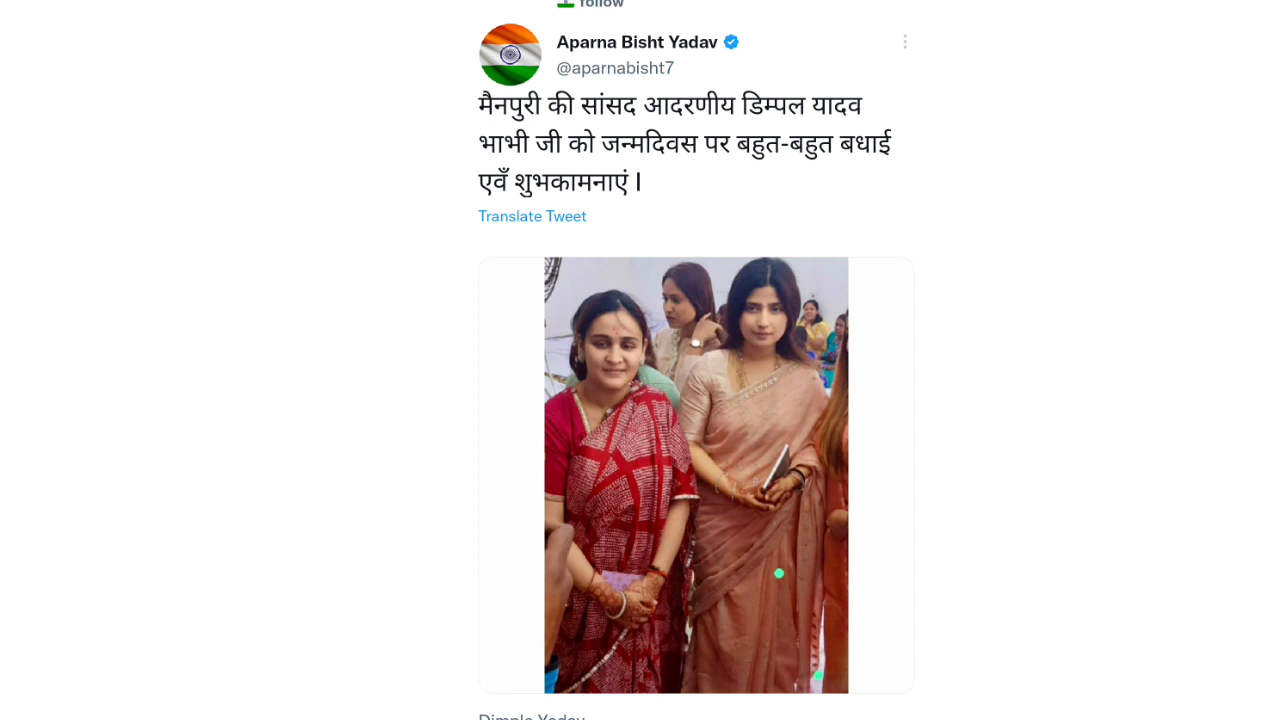 follow
Aparna Bisht Yadav
@aparnabisht7
मैनपुरी की सांसद आदरणीय डिम्पल यादव
भाभी जी को जन्मदिवस पर बहुत-बहुत बधाई
एवँ शुभकामनाएं I
Translate Tweet
Dimple Yadav